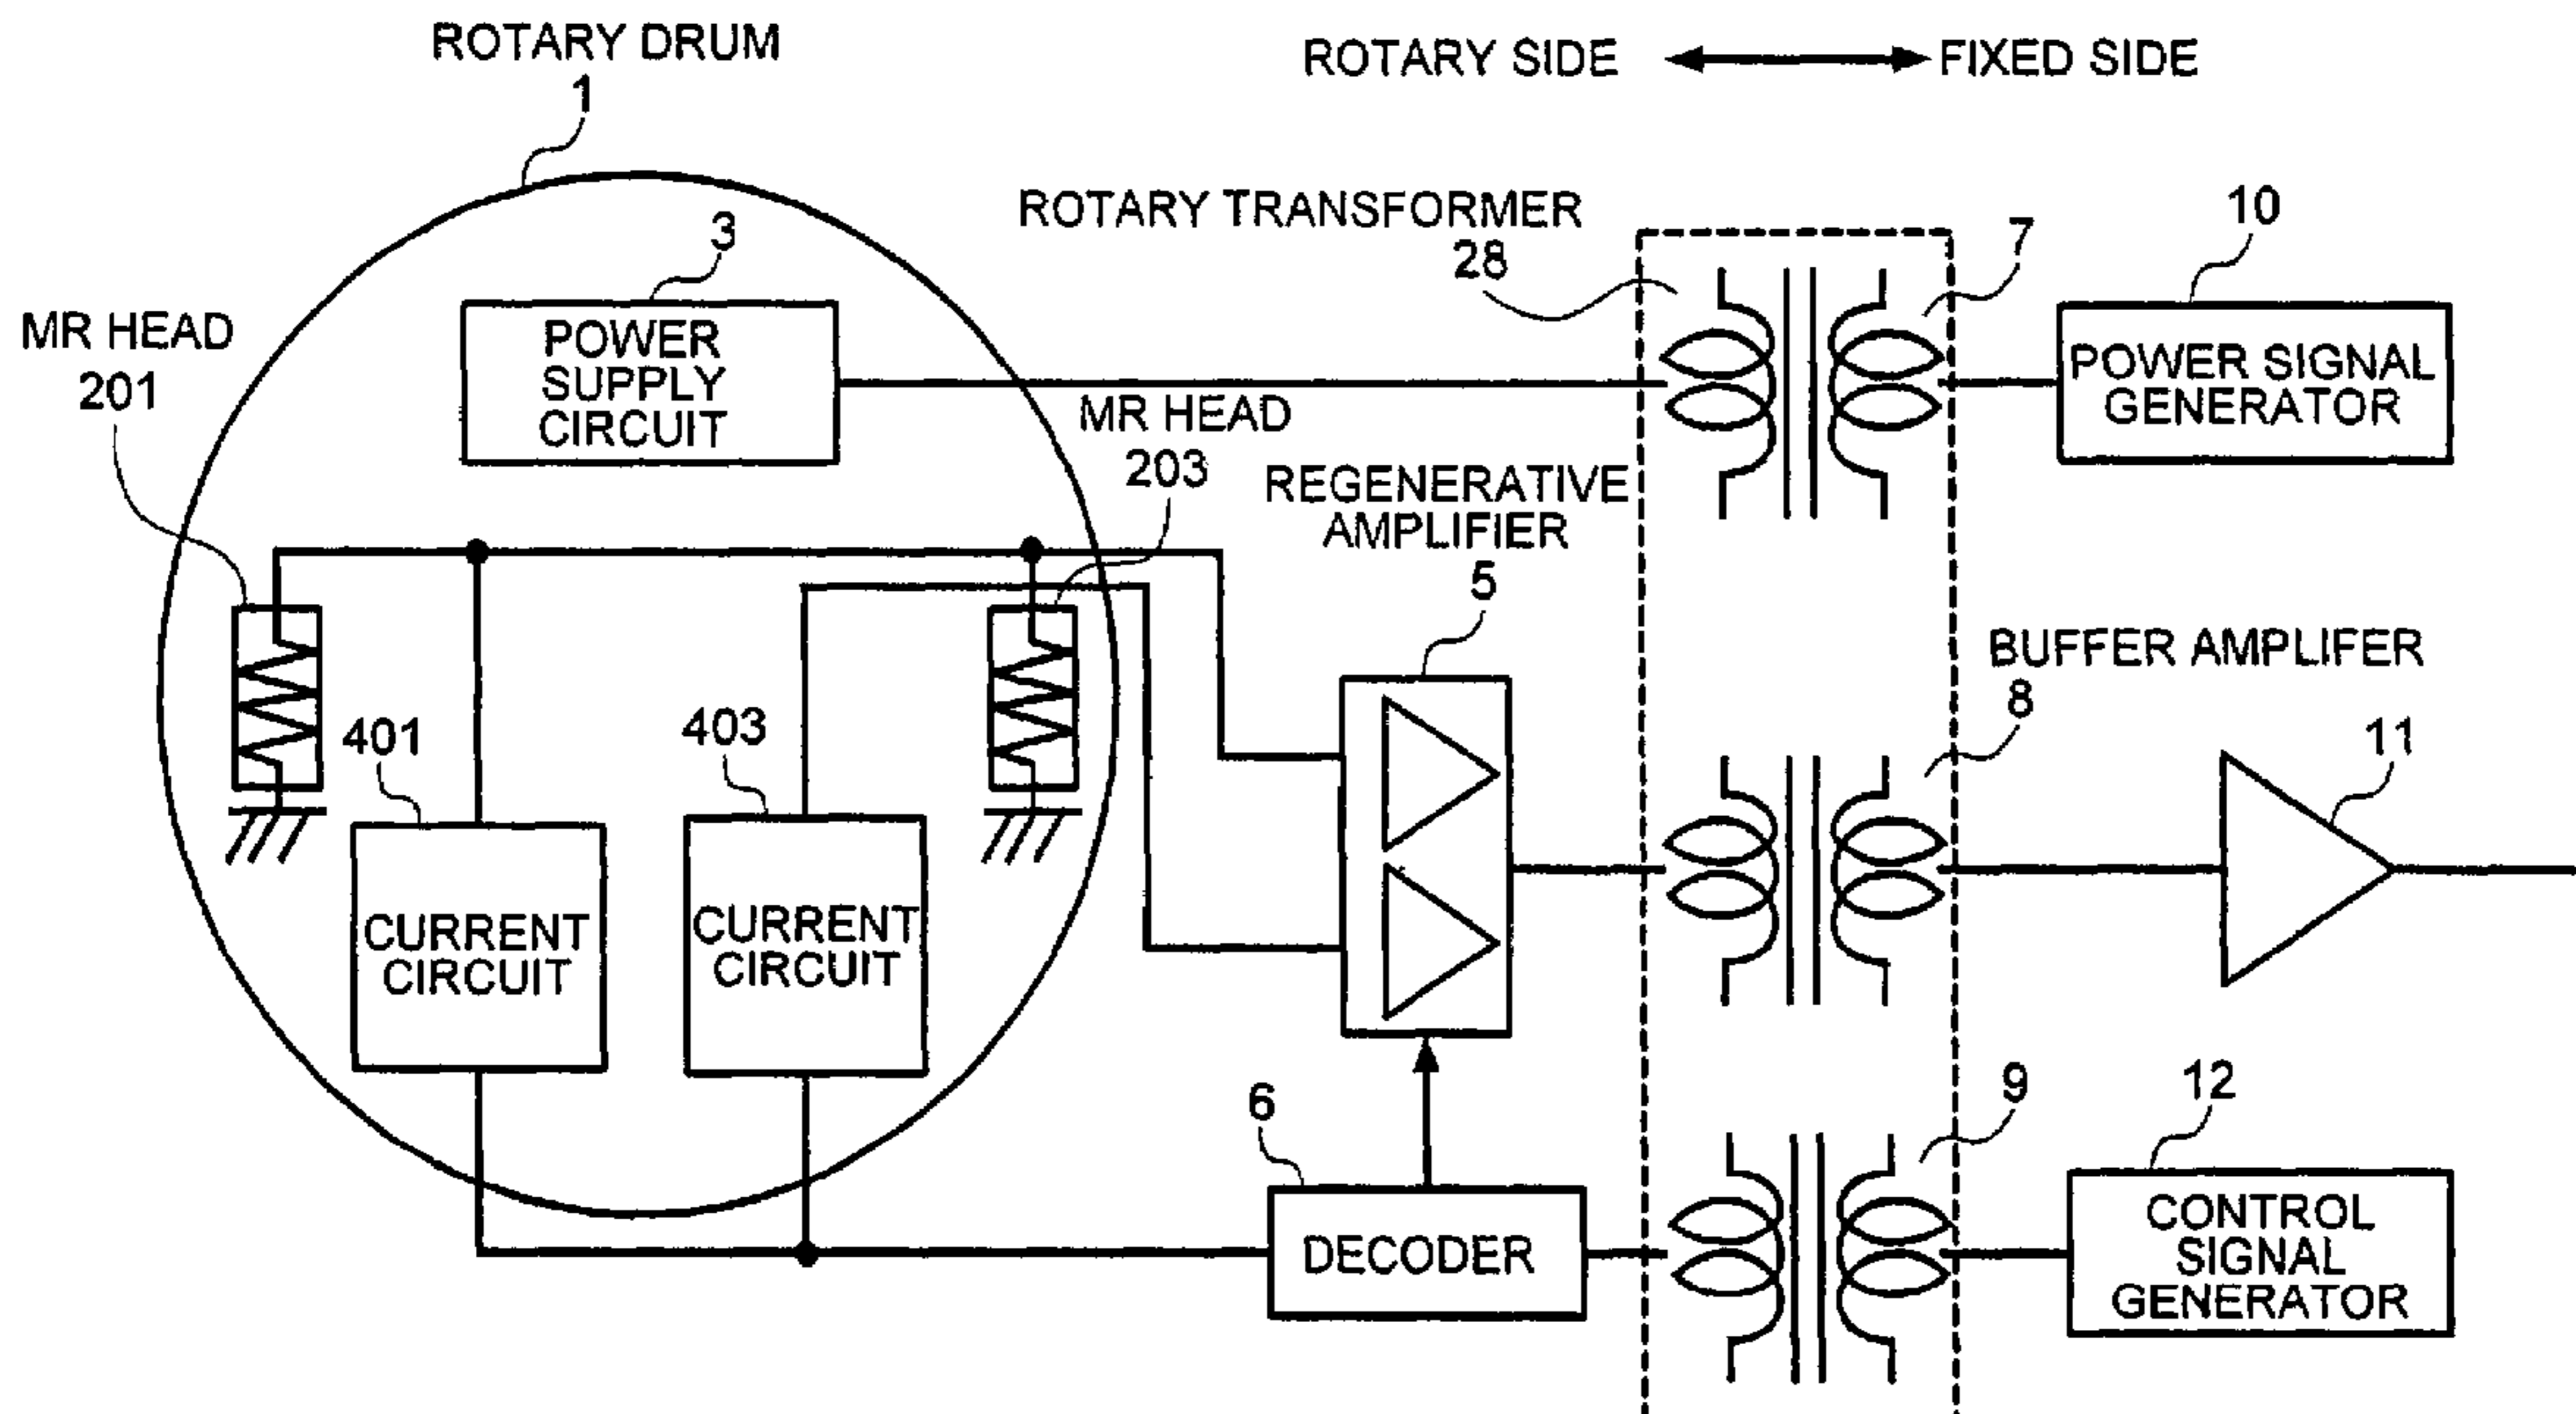 ROTARY DRUM
1
ROTARY SIDE
FIXED SIDE
ROTARY TRANSFORMER
28
3
7
10
MR HEAD
201
POWER
SUPPLY
CIRCUIT
POWER SIGNAL
GENERATOR
MR HEAD
203
REGENERATIVE
AMPLIFIER
5
BUFFER AMPLIFER
8
11
401
403
CURRENT
CIRCUIT
CURRENT
CIRCUIT
6
9
12
DECODER
CONTROL
SIGNAL
GENERATOR